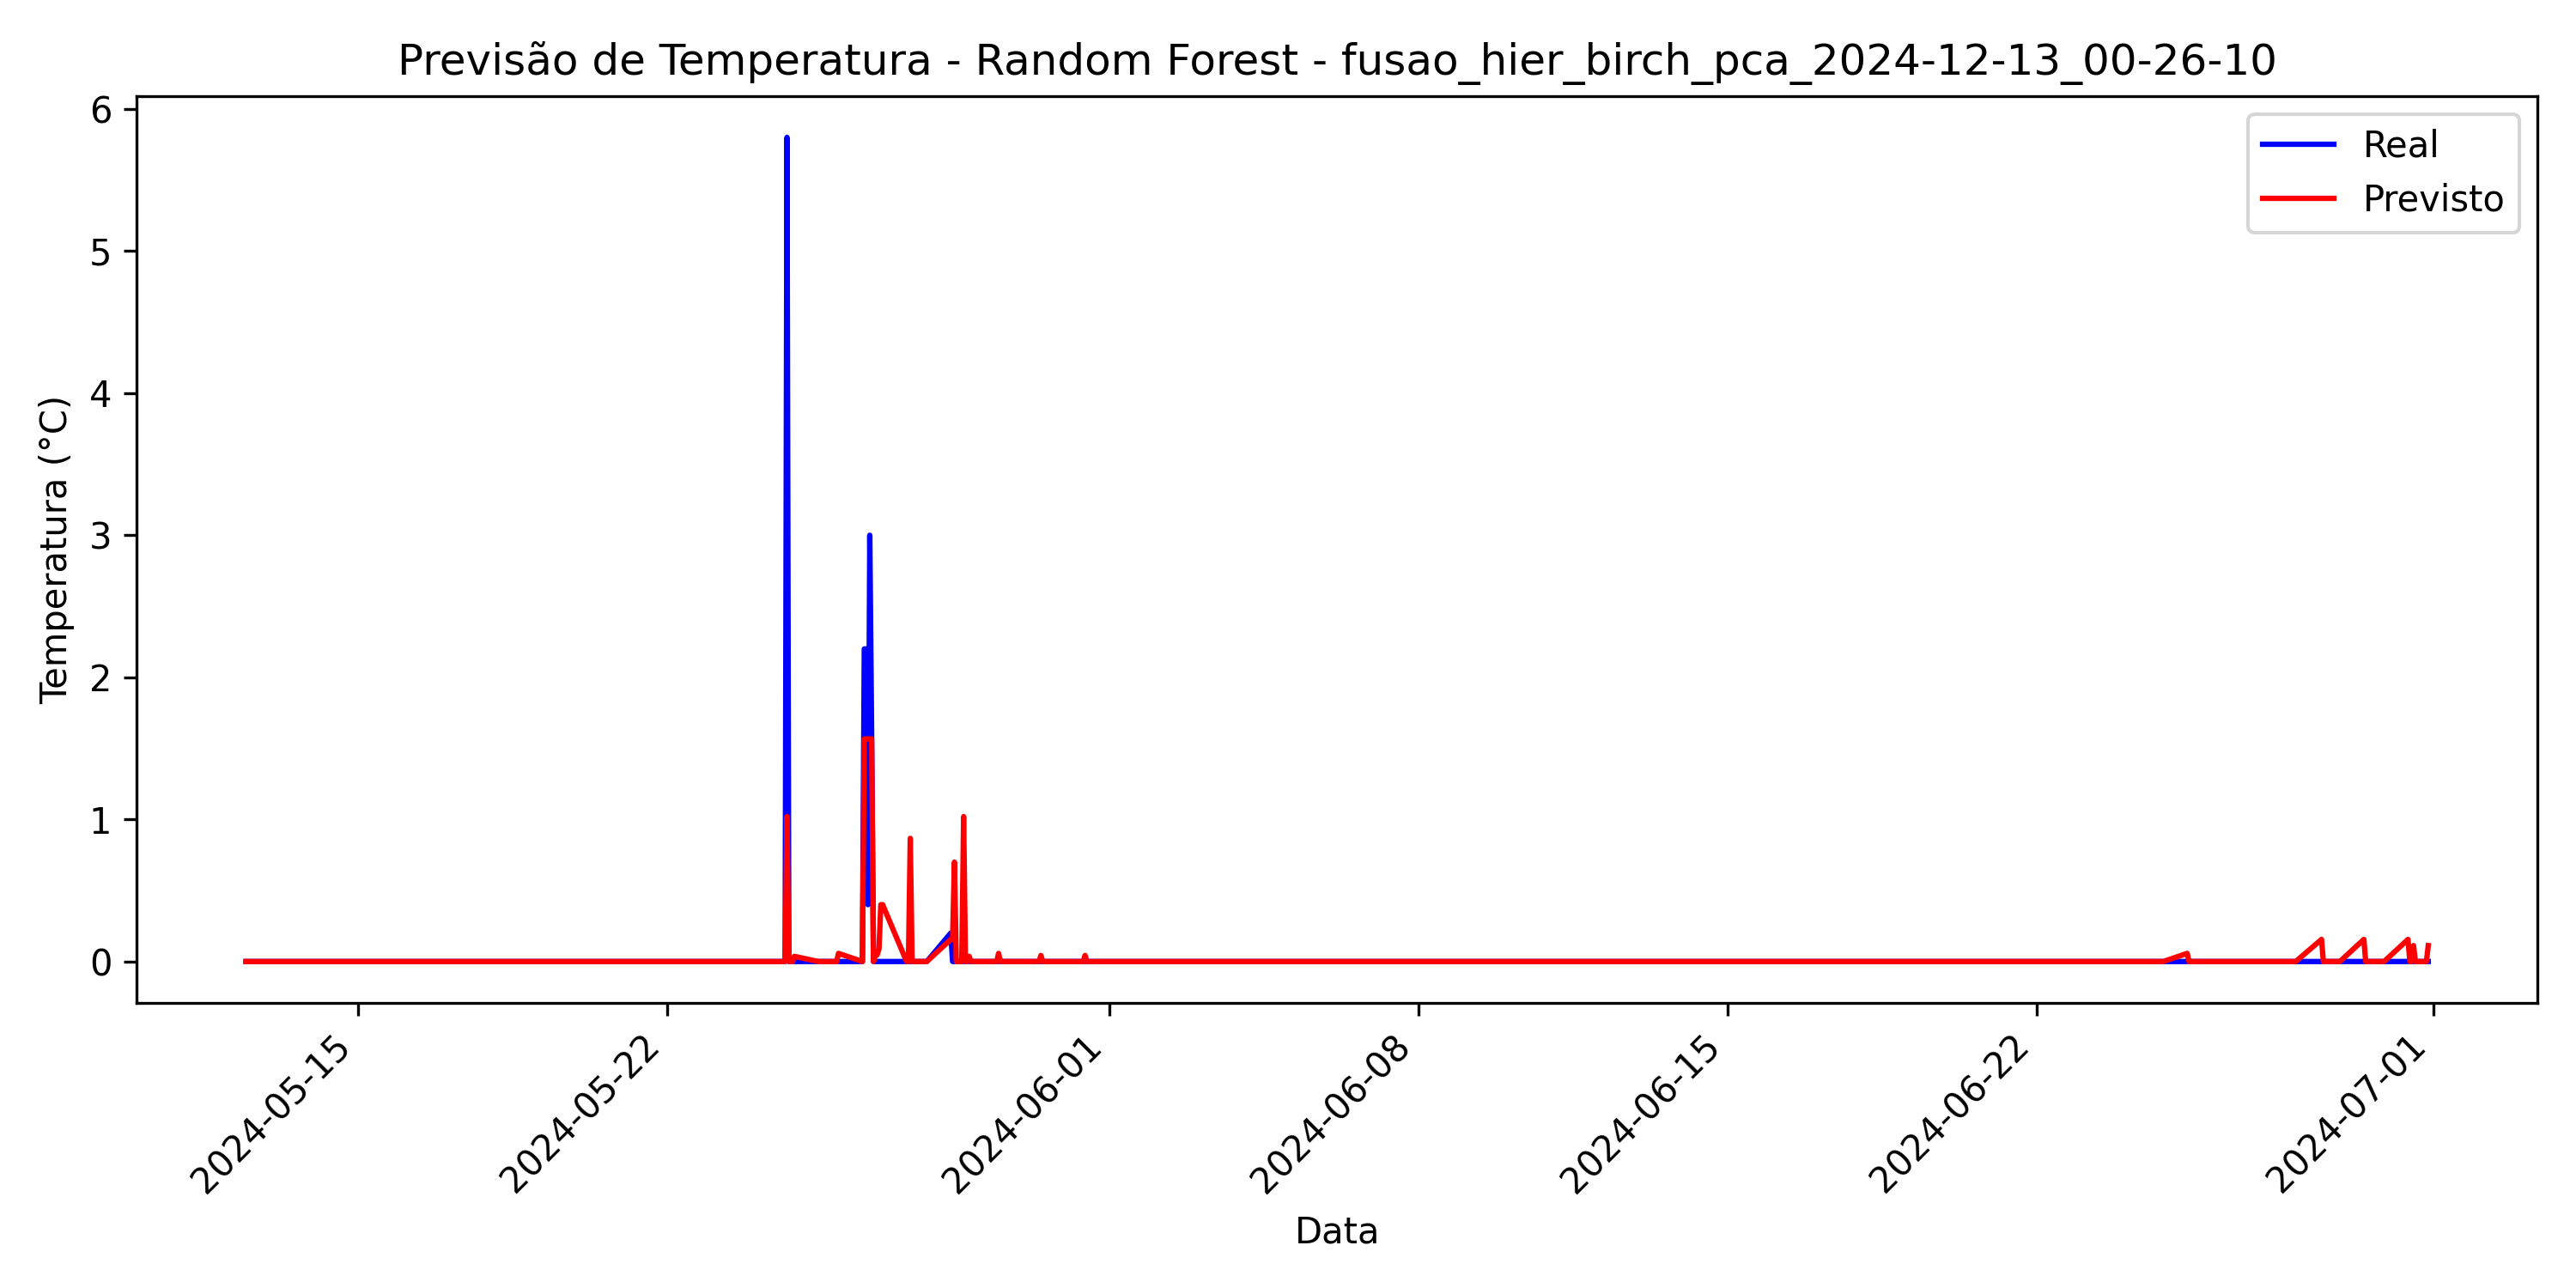 Previsão de Temperatura - Random Forest - fusao_hier_birch_pca_2024-12-13_00-26-10
Real
Previsto
Temperatura (°C)
6
5
4
3
2
1
0
2024-05-15
2024-05-22
2024-06-01
2024-06-08
2024-06-15
2024-06-22
2024-07-01
Data